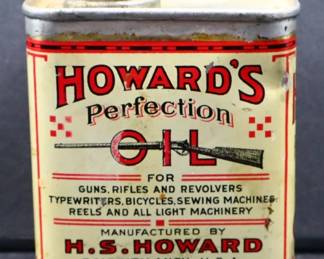 HOWARD'S
Perfection
OIL
FOR
GUNS, RIFLES AND REVOLVERS
TYPEWRITERS, BICYCLES, SEWING MACHINES
REELS AND ALL LIGHT MACHINERY
MANUFACTURED BY
H. S. HOWARD